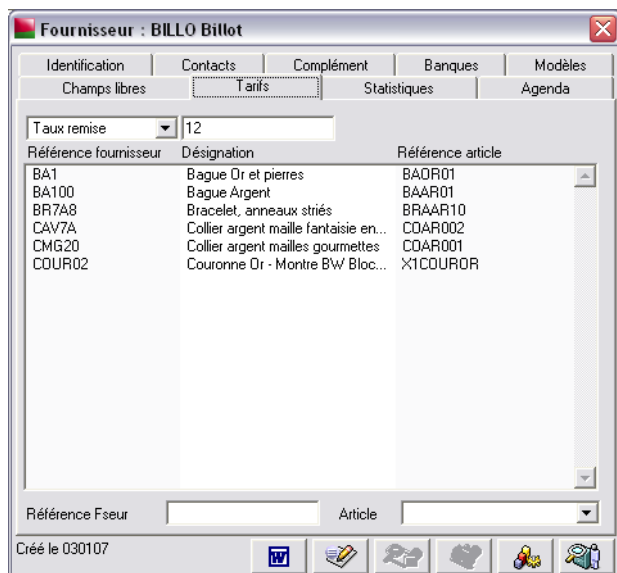 Fournisseur : BILLO Billot
Identification Contacts Complément Banques Modèles
Champs libres Tarifs Statistiques Agenda
Taux remise 12
Référence fournisseur Désignation Référence article
BA1 Bague Or et pierres BAOR01
BA100 Bague Argent BAAR01
BR7A8 Bracelet, anneaux striés BRAAR10
CAV7A Collier argent maille fantaisie en... COAR002
CMG20 Collier argent mailles gourmettes COAR001
COUR02 Couronne Or - Montre BW Bloc... X1COUROR
Référence Fseur Article
Créé le 030107
W